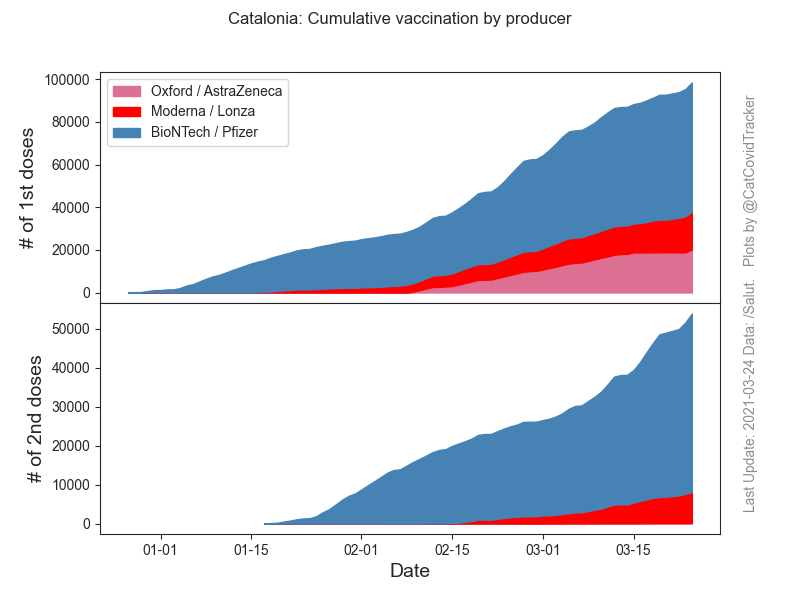 Catalonia: Cumulative vaccination by producer
100000
80000
60000
40000
20000
0
# of 1st doses
Oxford / AstraZeneca
Moderna / Lonza
BioNTech / Pfizer
50000
40000
30000
20000
10000
0
# of 2nd doses
01-01
01-15
02-01
02-15
03-01
03-15
Date
Last Update: 2021-03-24 Data: /Salut. Plots by @CatCovidTracker